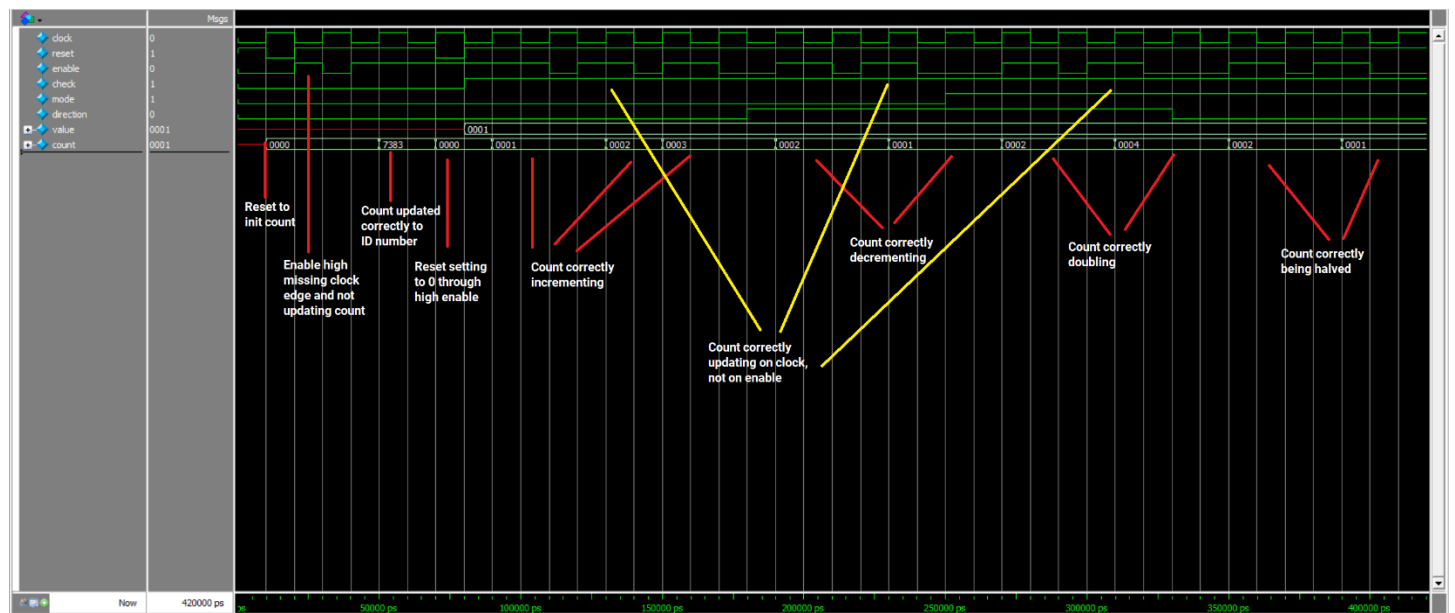 Msgs
clock 0
reset 1
enable 0
check 1
mode 1
direction 0
value 0001
count 0001
0001
0000 7383 0000 0001 0002 0003 0002 0001 0002 0004 0002 0001
Reset to
init count
Enable high
missing clock
edge and not
updating count
Count updated
correctly to
ID number
Reset setting
to 0 through
high enable
Count correctly
incrementing
Count correctly
updating on clock,
not on enable
Count correctly
decrementing
Count correctly
doubling
Count correctly
being halved
Now 420000 ps
ps 50000 ps 100000 ps 150000 ps 200000 ps 250000 ps 300000 ps 350000 ps 400000 ps